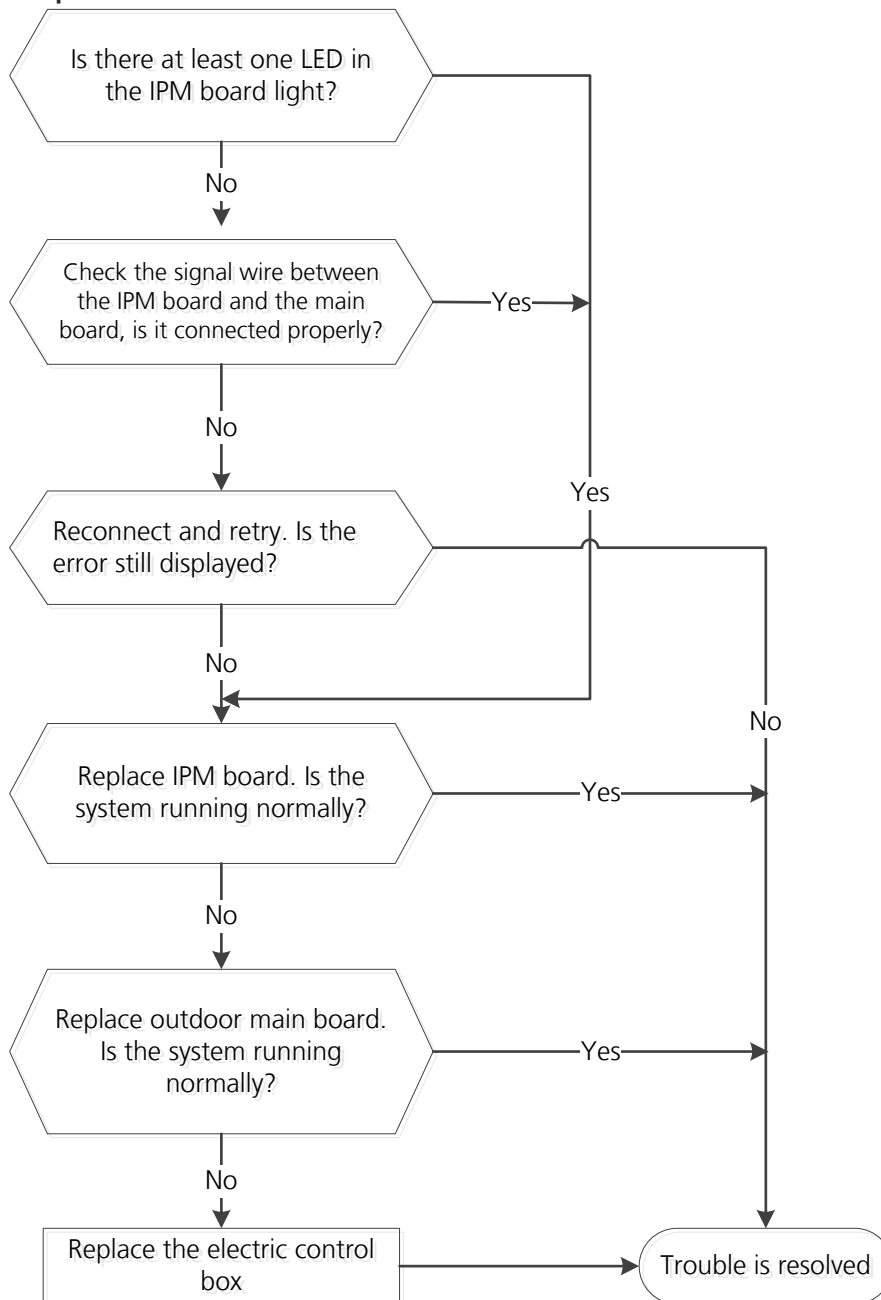 Is there at least one LED in
the IPM board light?
No
Check the signal wire between
the IPM board and the main
board, is it connected properly?
Yes
No
Yes
Reconnect and retry. Is the
error still displayed?
No
No
Replace IPM board. Is the
system running normally?
Yes
No
Replace outdoor main board.
Is the system running
normally?
Yes
No
Replace the electric control
box
Trouble is resolved